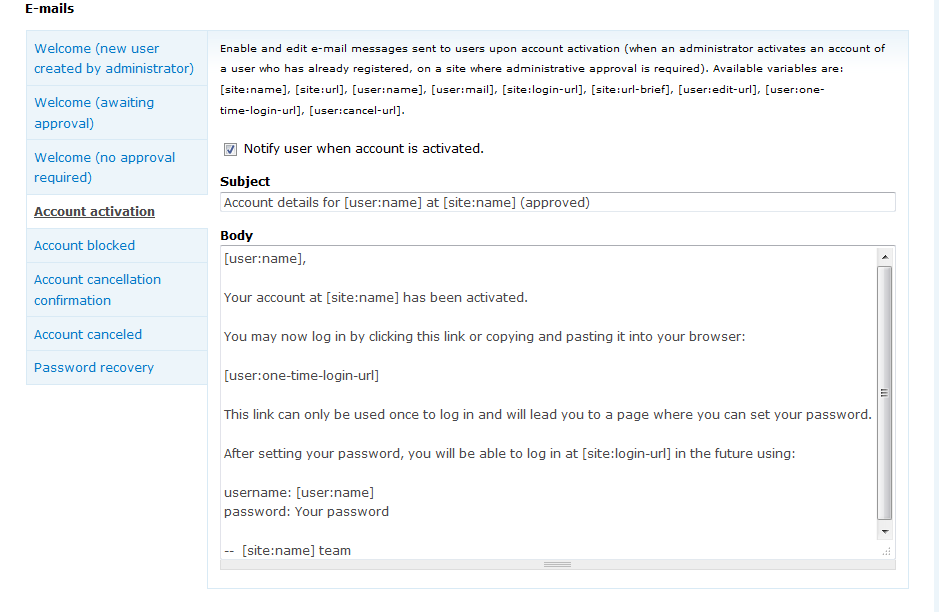 E-mails
Welcome (new user
created by administrator)
Welcome (awaiting
approval)
Welcome (no approval
required)
Account activation
Account blocked
Account cancellation
confirmation
Account canceled
Password recovery
Enable and edit e-mail messages sent to users upon account activation (when an administrator activates an account of
a user who has already registered, on a site where administrative approval is required). Available variables are:
[site:name], [site:url], [user:name], [user:mail], [site:login-url], [site:url-brief], [user:edit-url], [user:one-
time-login-url], [user:cancel-url].
Notify user when account is activated.
Subject
Account details for [user:name] at [site:name] (approved)
Body
[user:name],
Your account at [site:name] has been activated.
You may now log in by clicking this link or copying and pasting it into your browser:
[user:one-time-login-url]
This link can only be used once to log in and will lead you to a page where you can set your password.
After setting your password, you will be able to log in at [site:login-url] in the future using:
username: [user:name]
password: Your password
--  [site:name] team